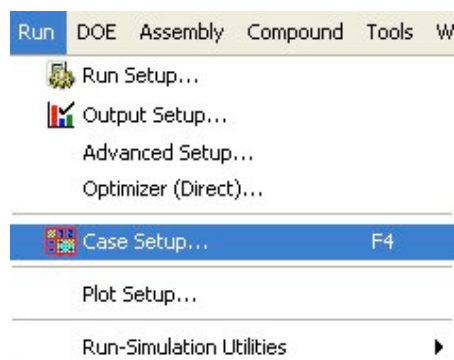 Run DOE Assembly Compound Tools W
Run Setup...
Output Setup...
Advanced Setup...
Optimizer (Direct)...
Case Setup... F4
Plot Setup...
Run-Simulation Utilities